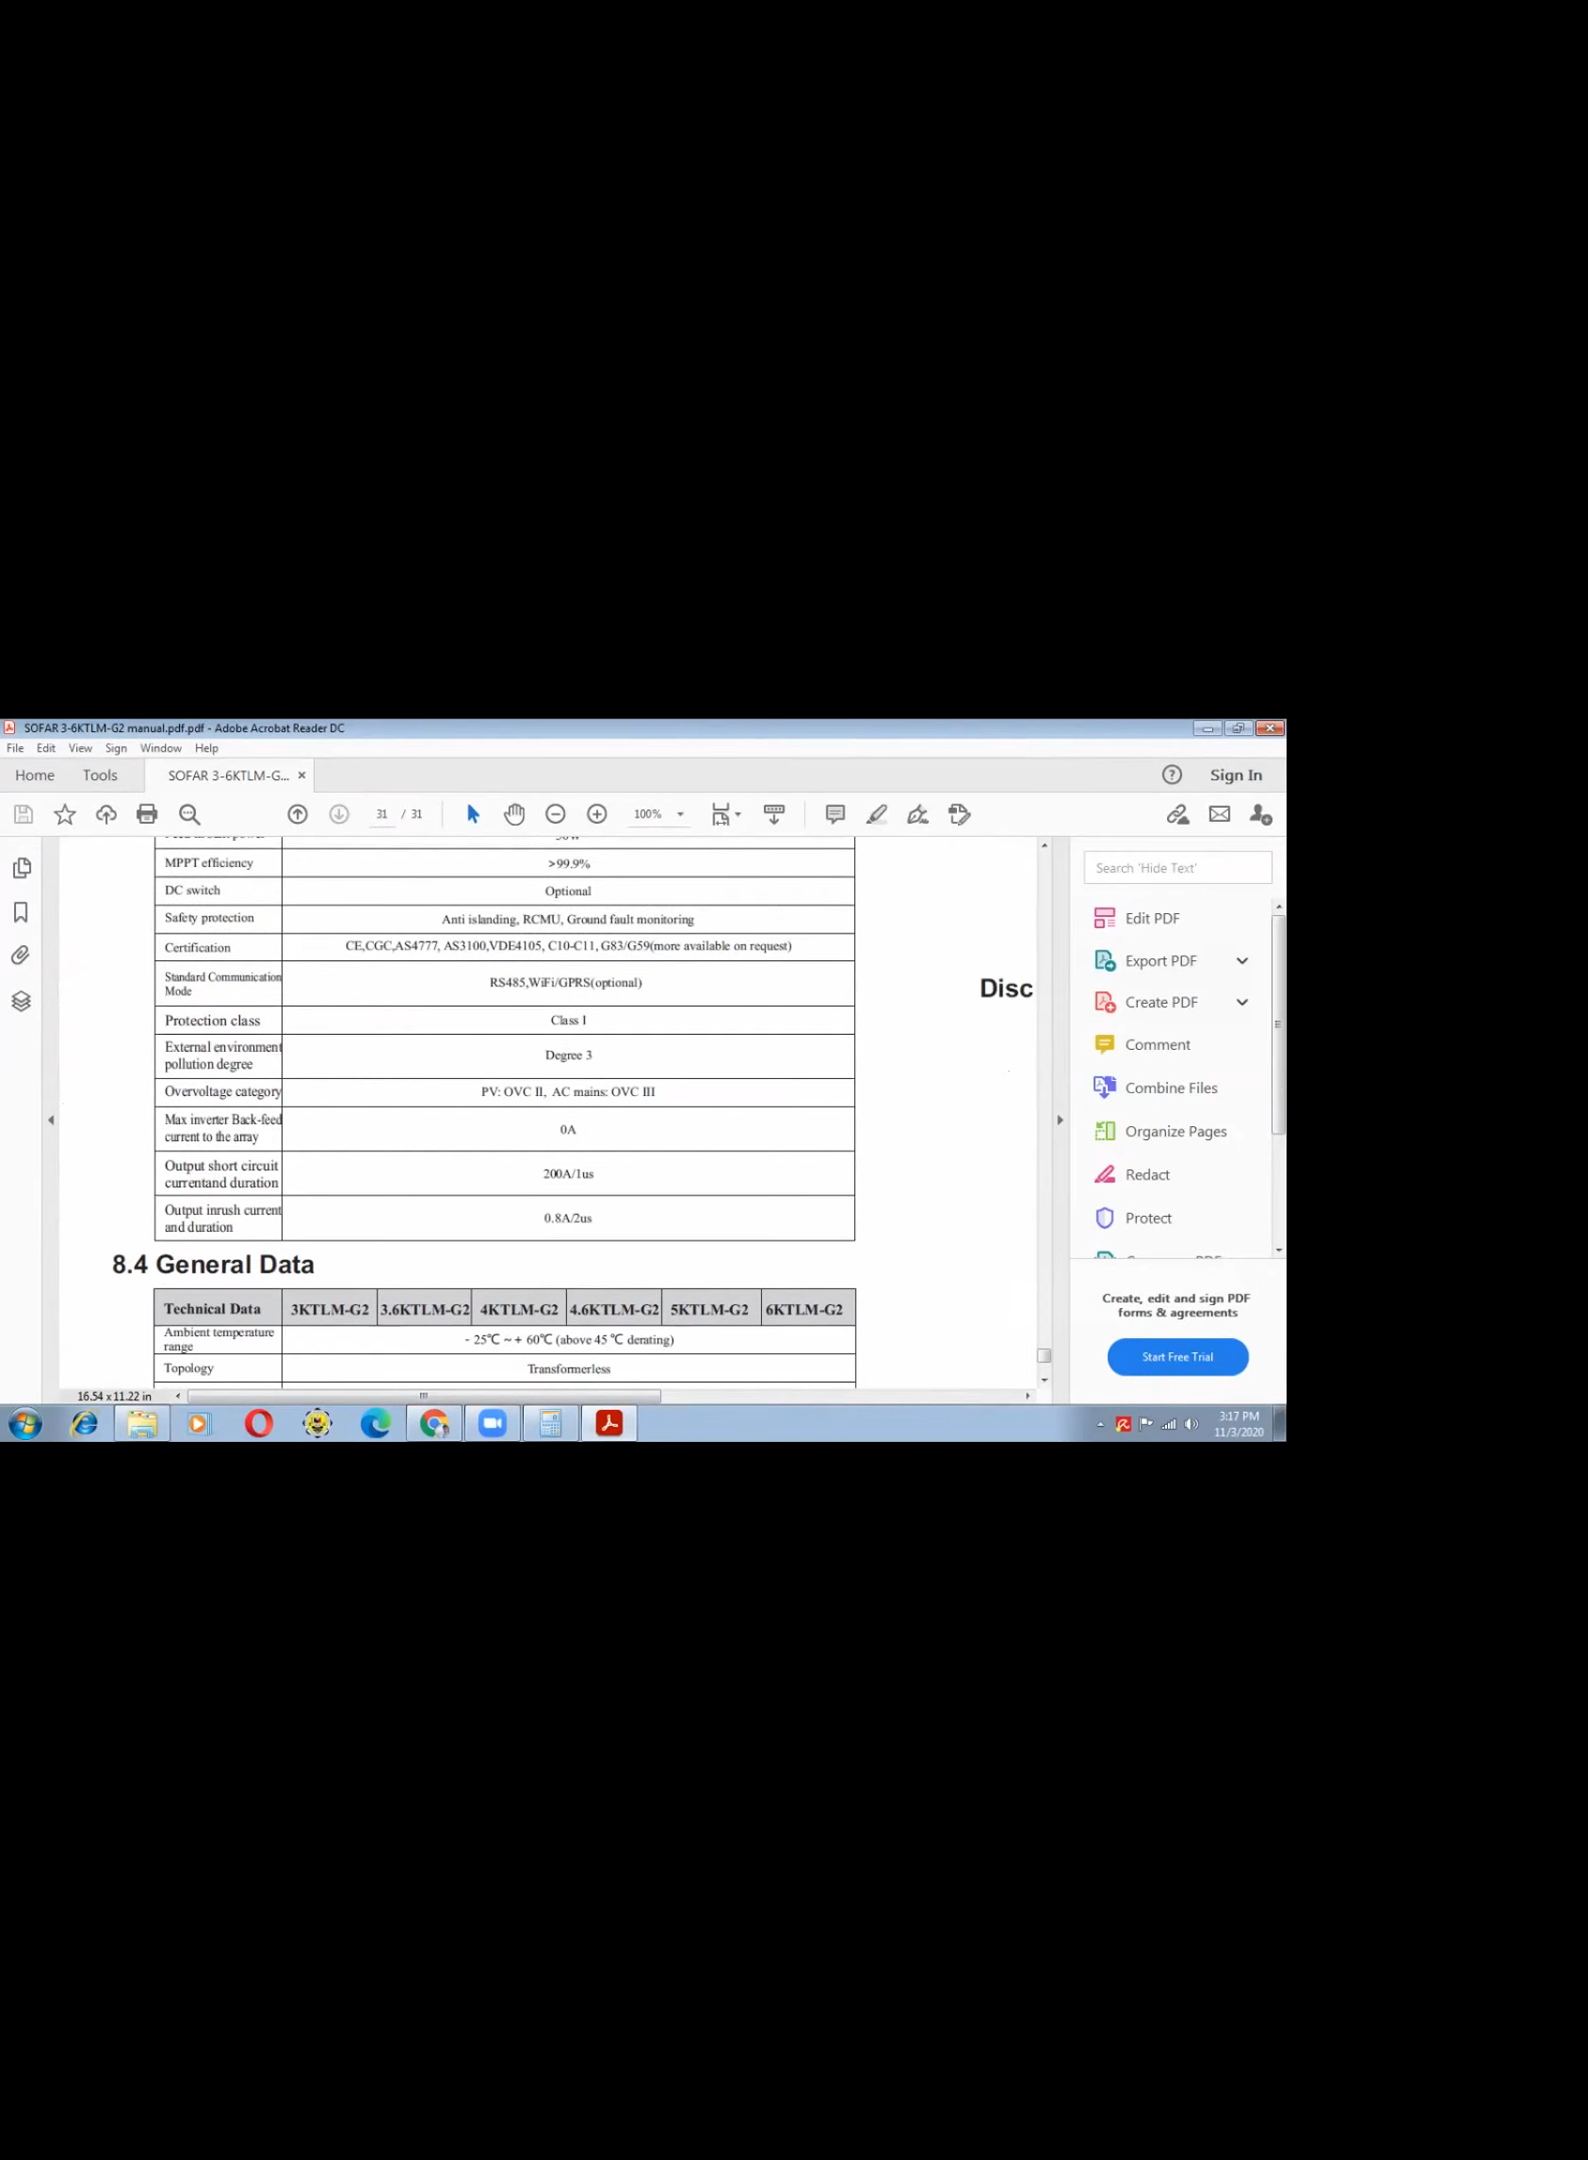 SOFAR 3-6KTLM-G2 manual.pdf.pdf - Adobe Acrobat Reader DC
File Edit View Sign Window Help
Home Tools SOFAR 3-6KTLM-G... × Sign In
31 / 31 100%
MPPT efficiency >99.9%
DC switch Optional
Safety protection Anti islanding, RCMU, Ground fault monitoring
Certification CE,CGC,AS4777, AS3100,VDE4105, C10-C11, G83/G59(more available on request)
Standard Communication
Mode
RS485,WiFi/GPRS(optional)
Protection class Class I
External environment
pollution degree
Degree 3
Overvoltage category PV: OVC II, AC mains: OVC III
Max inverter Back-feed
current to the array
0A
Output short circuit
currentand duration
200A/1us
Output inrush current
and duration
0.8A/2us
8.4 General Data
Technical Data 3KTLM-G2 3.6KTLM-G2 4KTLM-G2 4.6KTLM-G2 5KTLM-G2 6KTLM-G2
Ambient temperature
range
- 25℃ ~ + 60℃ (above 45 ℃ derating)
Topology Transformerless
16.54 x 11.22 in
Disc
Search 'Hide Text'
Edit PDF
Export PDF
Create PDF
Comment
Combine Files
Organize Pages
Redact
Protect
Create, edit and sign PDF
forms & agreements
Start Free Trial
3:17 PM
11/3/2020